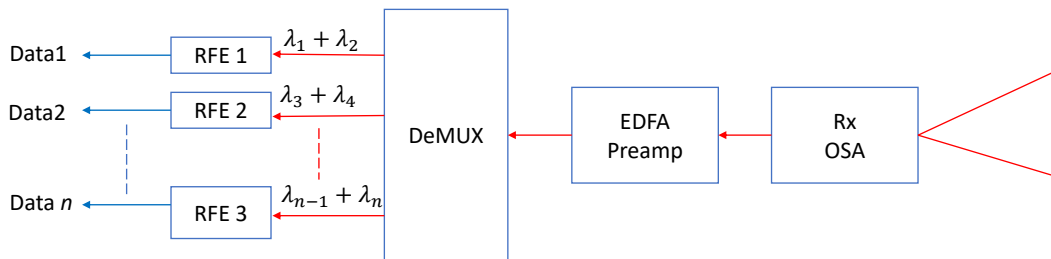 Data1
RFE 1
λ₁ + λ₂
Data2
RFE 2
λ₃ + λ₄
DeMUX
EDFA
Preamp
Rx
OSA
Data n
RFE 3
λₙ₋₁ + λₙ